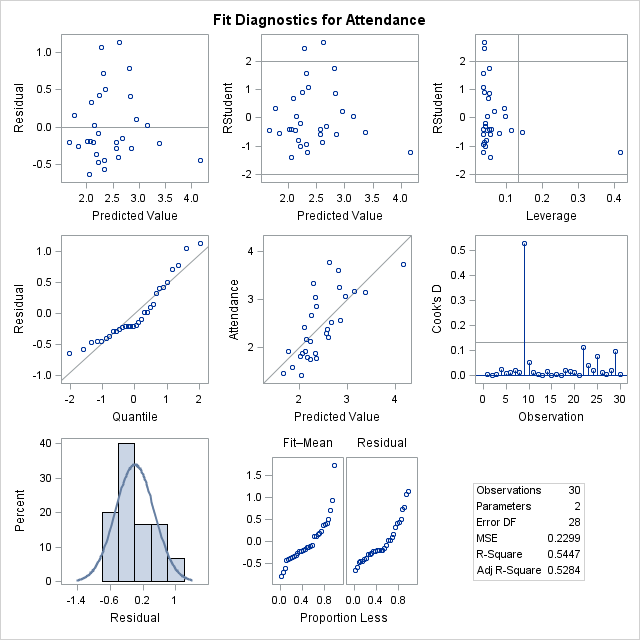 Fit Diagnostics for Attendance
1.0
0.5
0.0
-0.5
Residual
2.0 2.5 3.0 3.5 4.0
Predicted Value
2
1
0
-1
-2
RStudent
2.0 2.5 3.0 3.5 4.0
Predicted Value
2
1
0
-1
-2
RStudent
0.1 0.2 0.3 0.4
Leverage
1.0
0.5
0.0
-0.5
-1.0
Residual
-2 -1 0 1 2
Quantile
4
3
2
Attendance
2 3 4
Predicted Value
0.5
0.4
0.3
0.2
0.1
0.0
Cook's D
0 5 10 15 20 25 30
Observation
40
30
20
10
0
Percent
-1.4 -0.6 0.2 1
Residual
Fit–Mean Residual
1.5
1.0
0.5
0.0
-0.5
0.0 0.4 0.8 0.0 0.4 0.8
Proportion Less
Observations 30
Parameters 2
Error DF 28
MSE 0.2299
R-Square 0.5447
Adj R-Square 0.5284